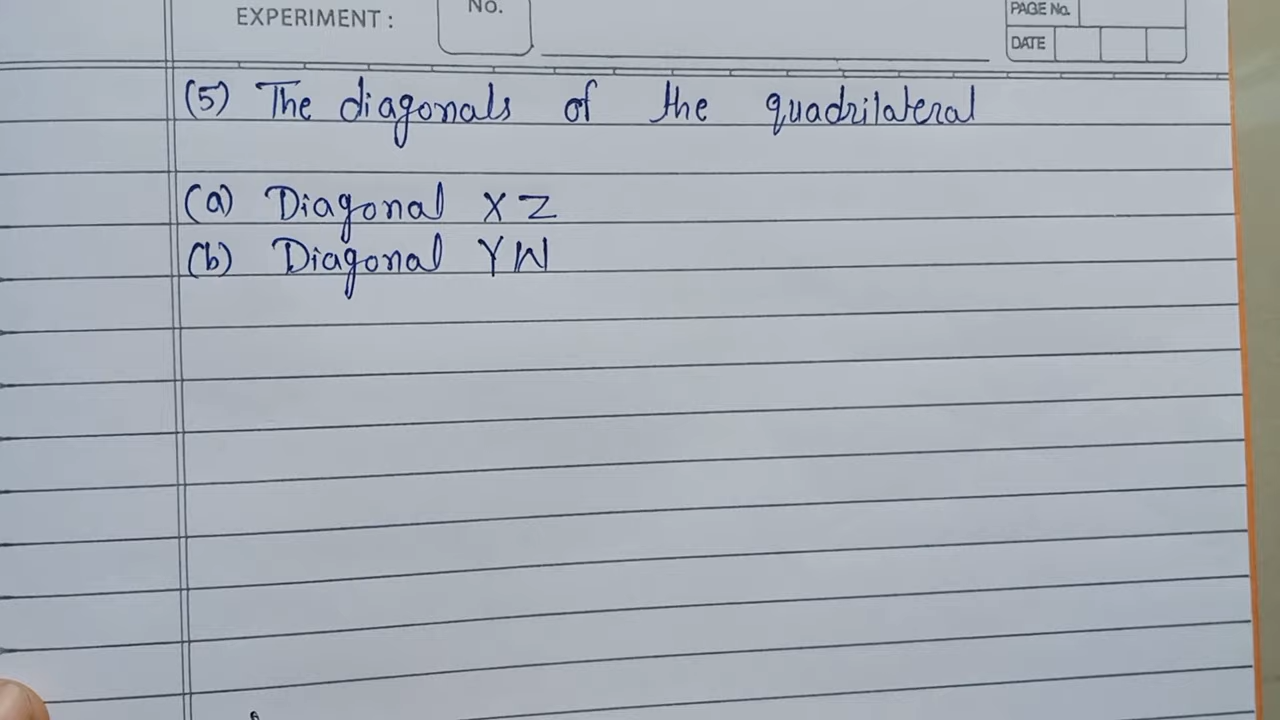 EXPERIMENT :
No.
PAGE No.
DATE
(5) The diagonals of the quadrilateral
(a) Diagonal XZ
(b) Diagonal YW